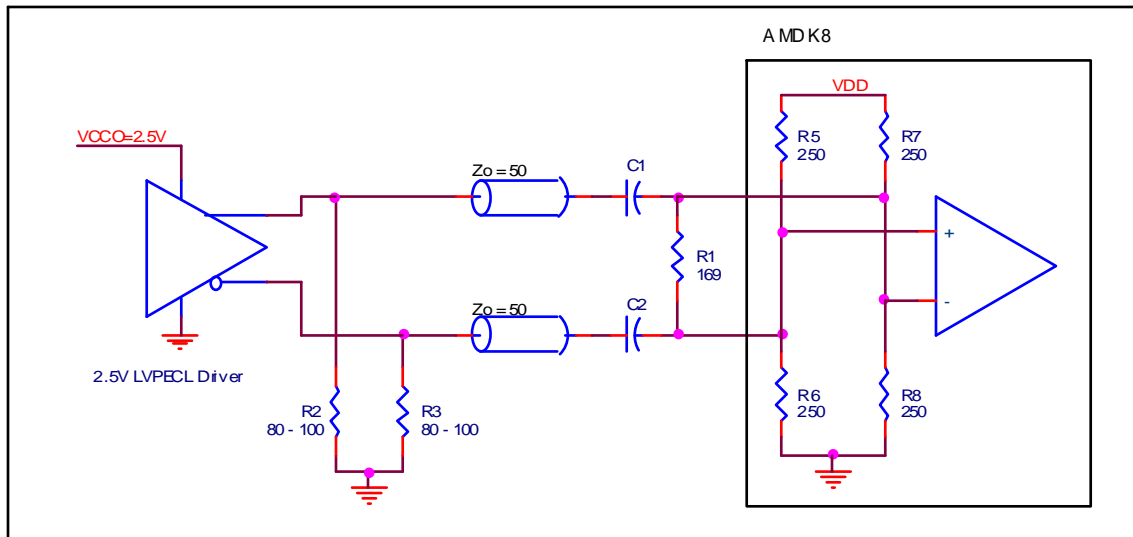 AMDK8
VDD
VCCO=2.5V
R5
250
R7
250
Zo = 50
C1
+
R1
169
-
Zo = 50
C2
2.5V LVPECL Driver
R2
80 - 100
R3
80 - 100
R6
250
R8
250